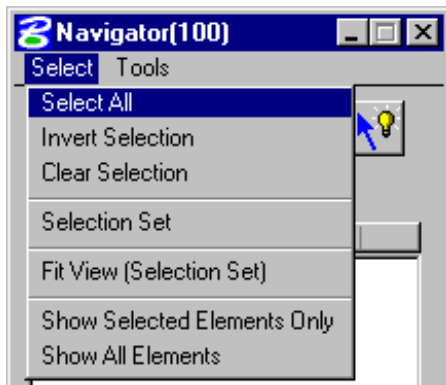 Navigator(100)
Select Tools
Select All
Invert Selection
Clear Selection
Selection Set
Fit View (Selection Set)
Show Selected Elements Only
Show All Elements